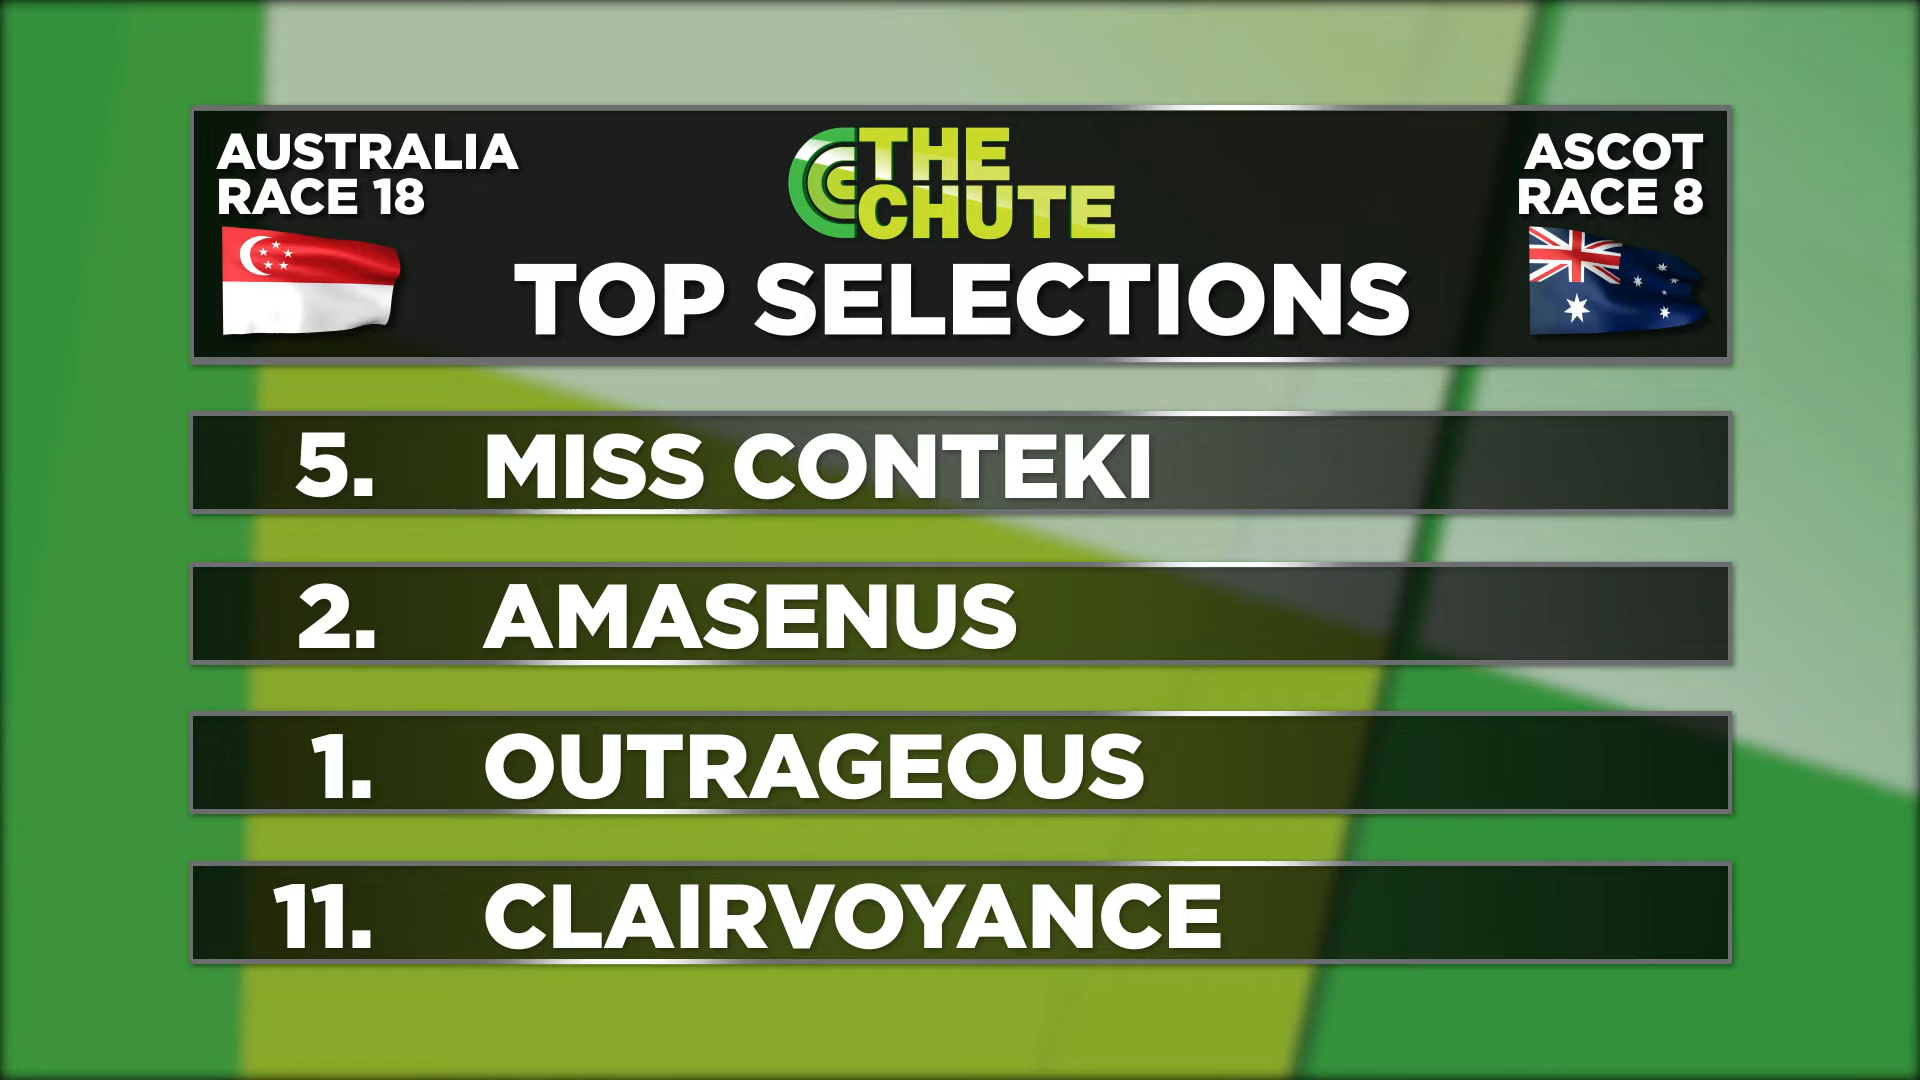 AUSTRALIA
RACE 18
THE
CHUTE
ASCOT
RACE 8
TOP SELECTIONS
5. MISS CONTEKI
2. AMASENUS
1. OUTRAGEOUS
11. CLAIRVOYANCE